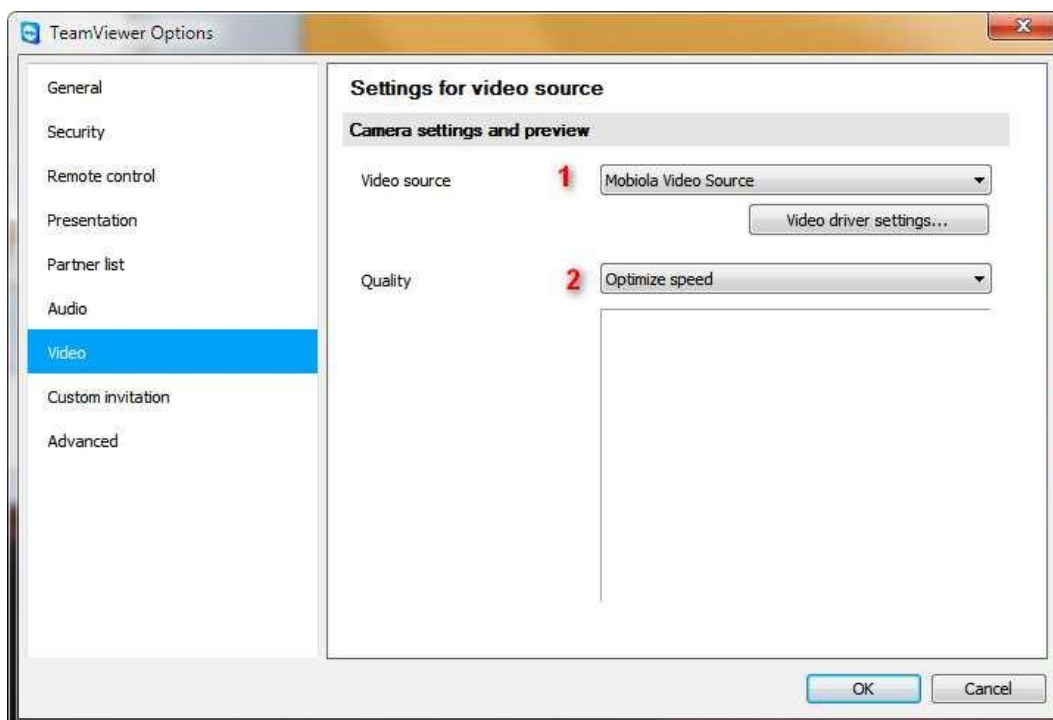 TeamViewer Options
General
Security
Remote control
Presentation
Partner list
Audio
Video
Custom invitation
Advanced
Settings for video source
Camera settings and preview
Video source 1 Mobiola Video Source
Video driver settings...
Quality 2 Optimize speed
OK Cancel